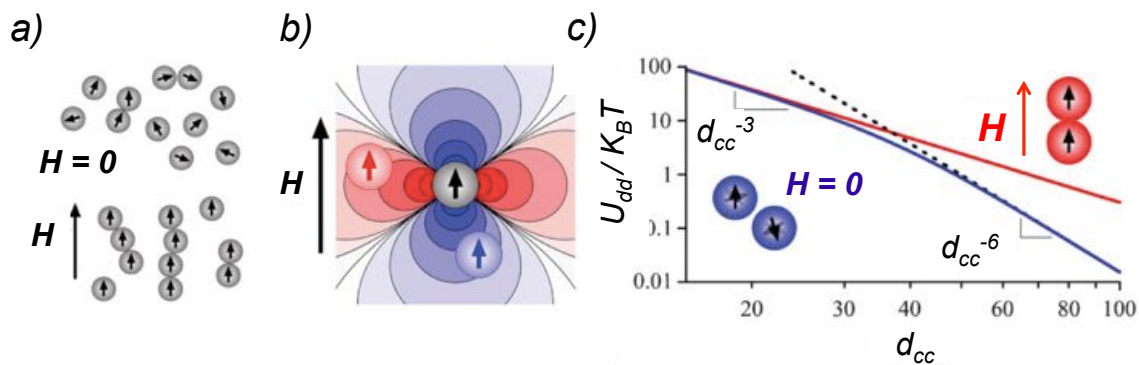 a)
H = 0
H
b)
H
c)
U_dd / K_BT
100
10
1
0.1
0.01
d_cc^-3
H = 0
H
d_cc^-6
20
30
40
60
80
100
d_cc